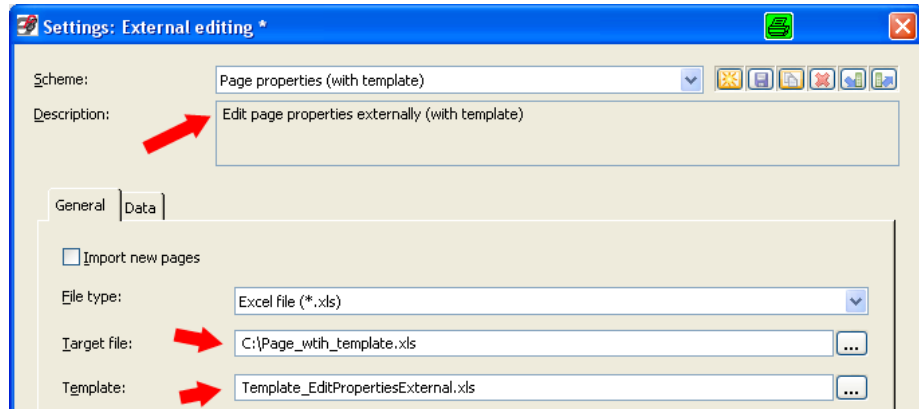 Settings: External editing *
Scheme: Page properties (with template)
Description: Edit page properties externally (with template)
General Data
Import new pages
File type: Excel file (*.xls)
Target file: C:\Page_wtih_template.xls ...
Template: Template_EditPropertiesExternal.xls ...